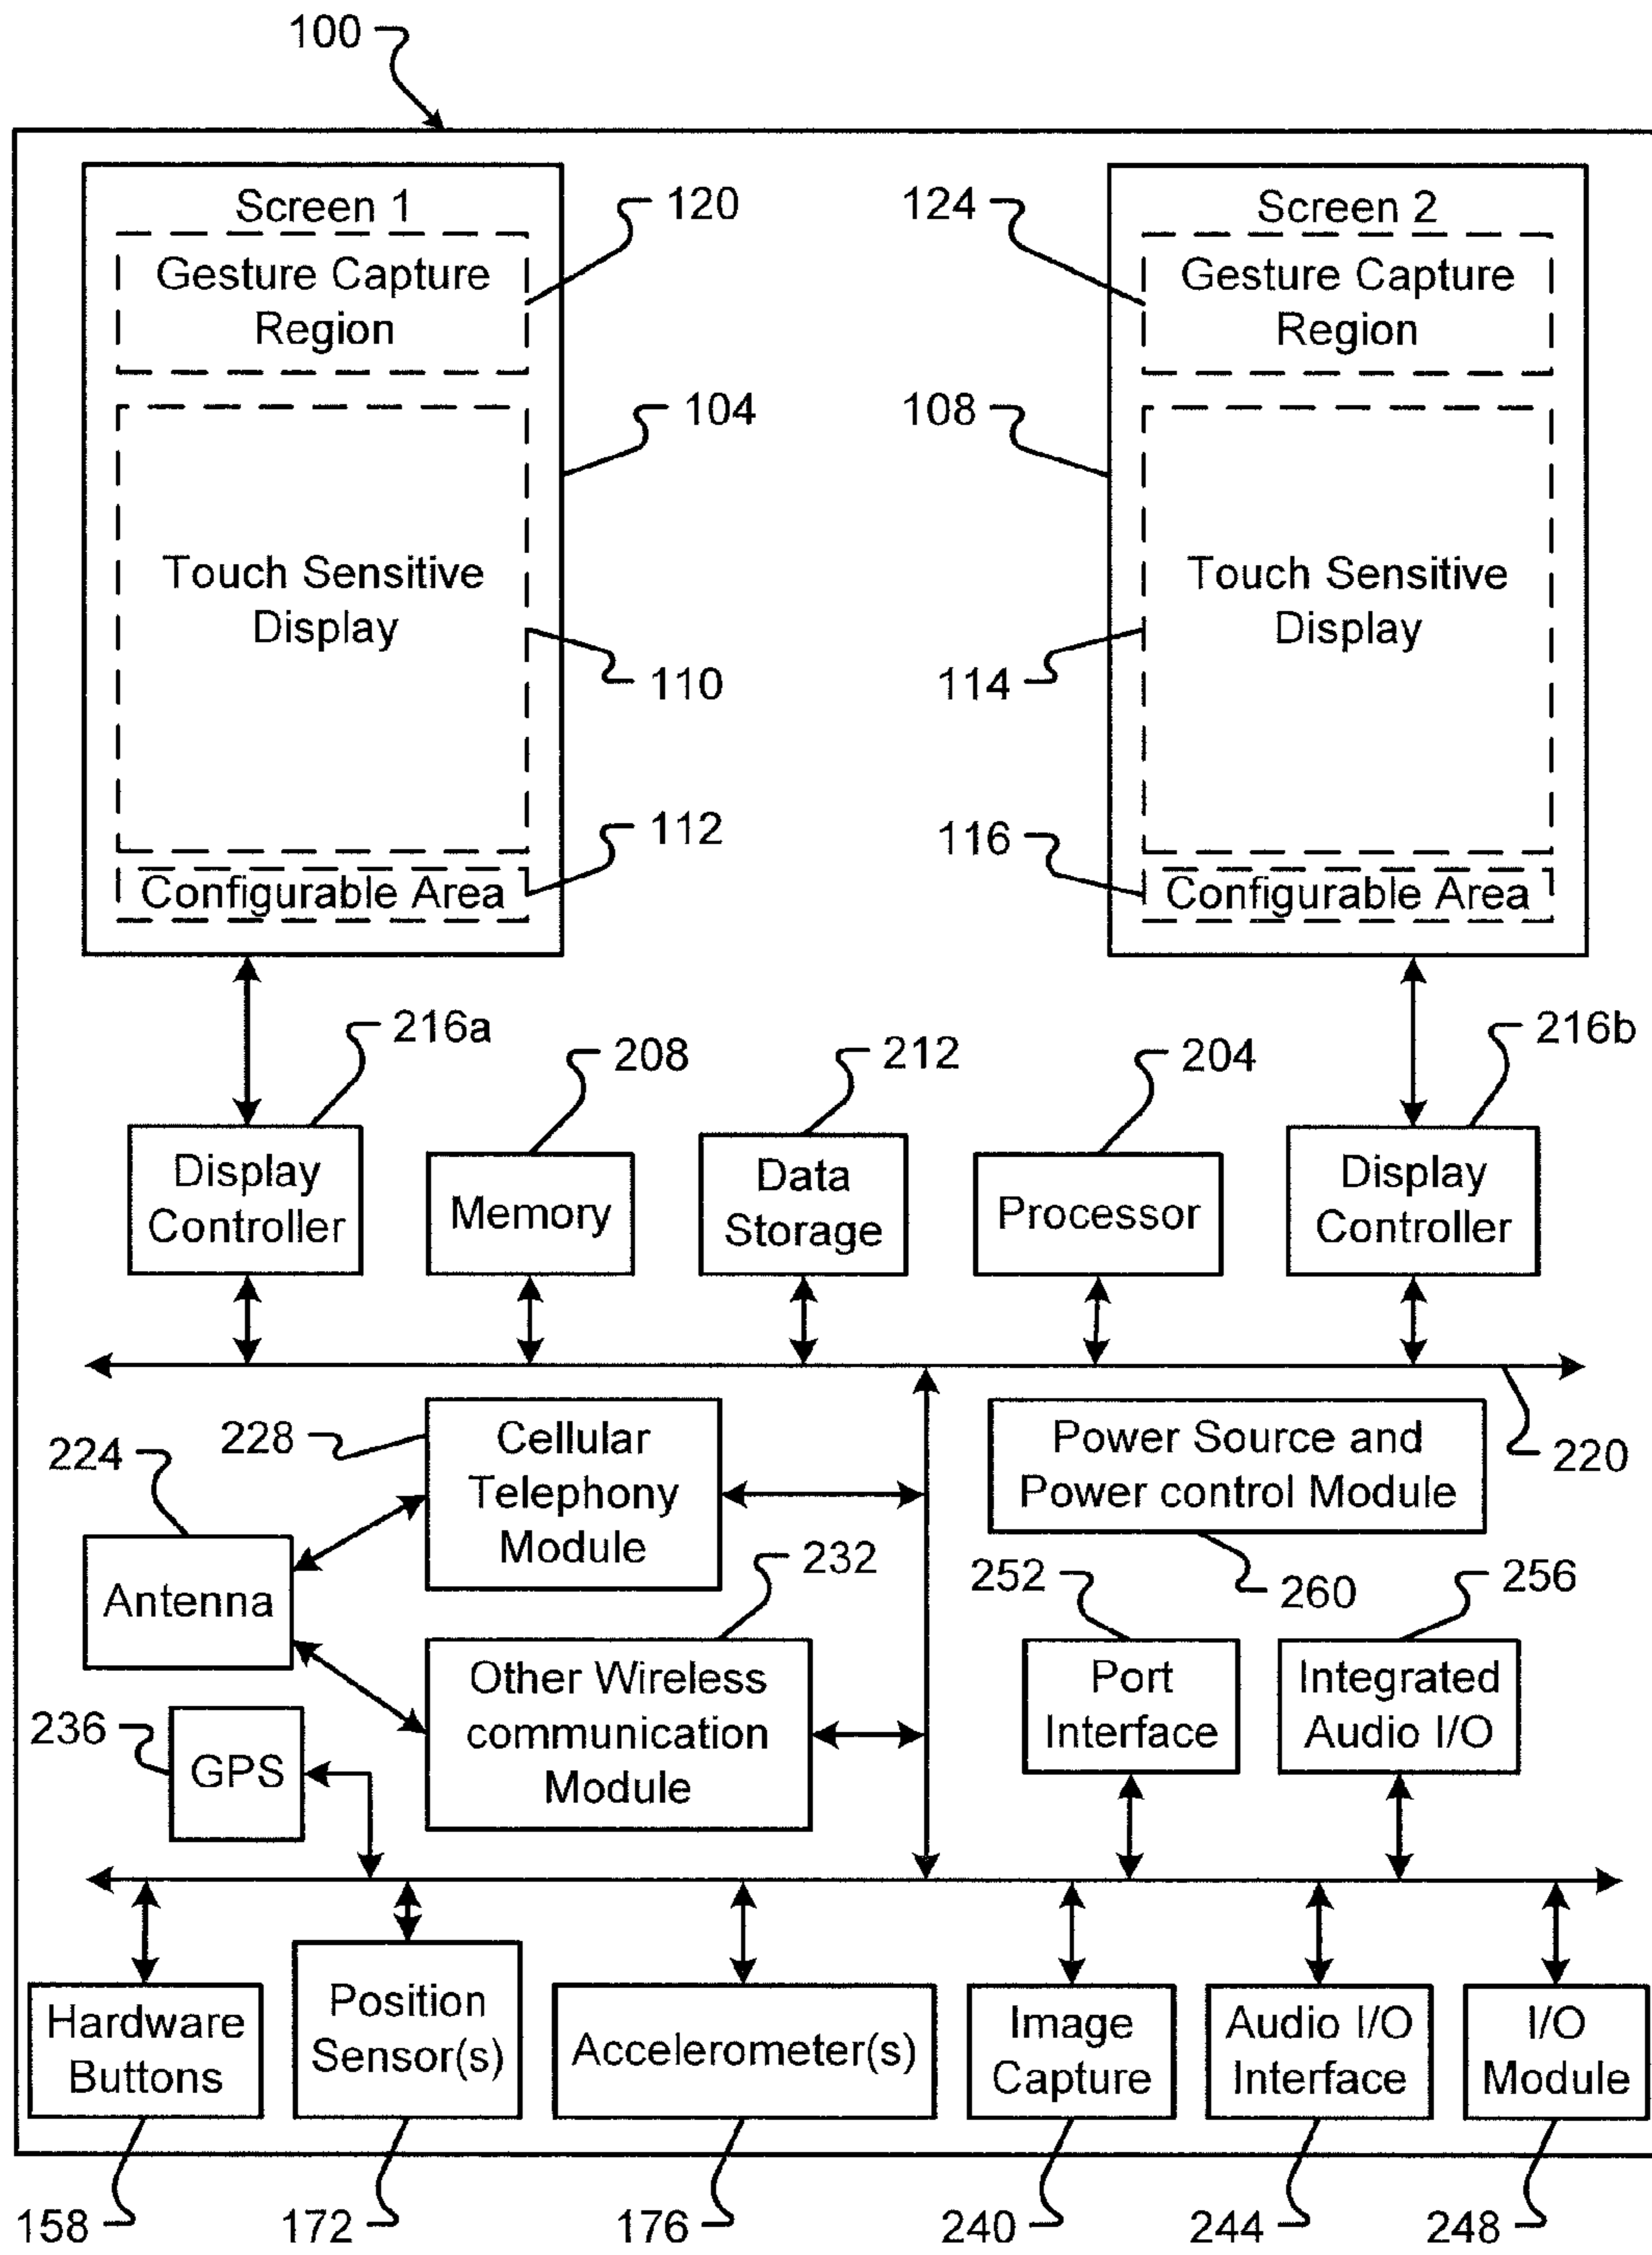 100
Screen 1
Gesture Capture
Region
120
Touch Sensitive
Display
104
110
Configurable Area
112
Screen 2
Gesture Capture
Region
124
Touch Sensitive
Display
108
114
Configurable Area
116
216a
208
212
204
216b
Display
Controller
Memory
Data
Storage
Processor
Display
Controller
220
224
228
Cellular
Telephony
Module
Power Source and
Power control Module
260
Antenna
232
Other Wireless
communication
Module
252
Port
Interface
256
Integrated
Audio I/O
236
GPS
Hardware
Buttons
Position
Sensor(s)
Accelerometer(s)
Image
Capture
Audio I/O
Interface
I/O
Module
158
172
176
240
244
248